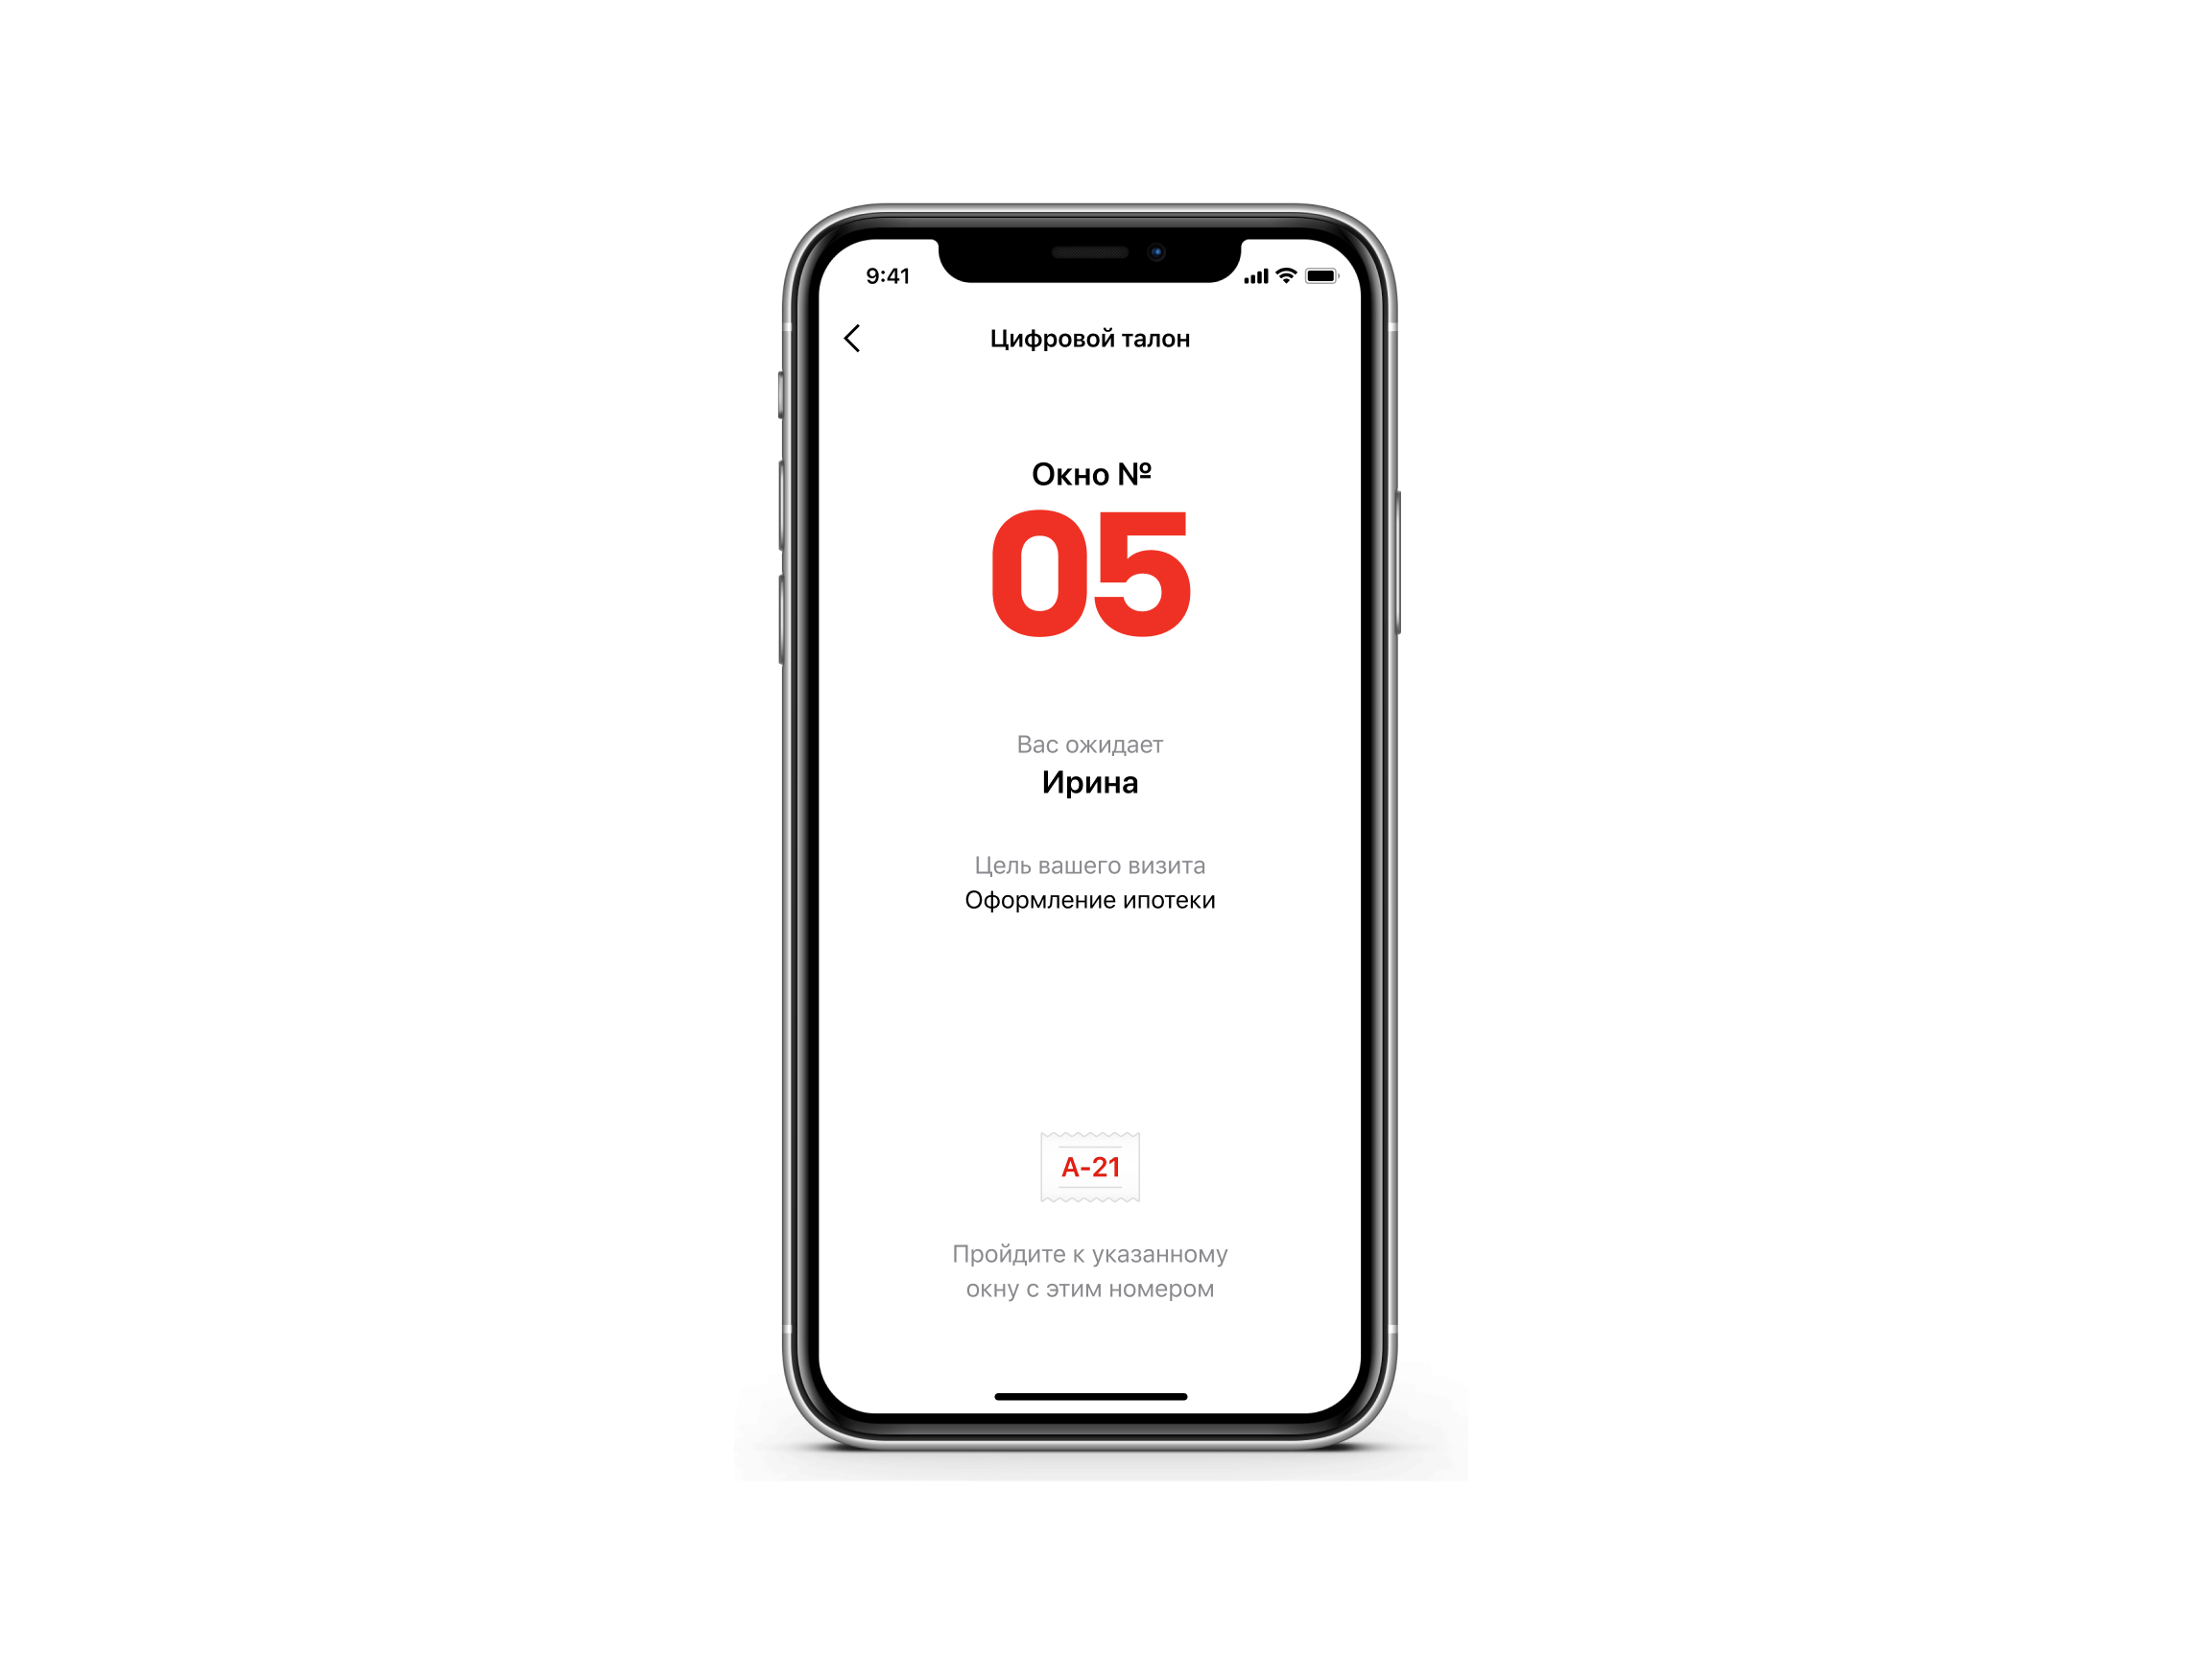 9:41
Цифровой талон
Окно №
05
Вас ожидает
Ирина
Цель вашего визита
Оформление ипотеки
A-21
Пройдите к указанному
окну с этим номером